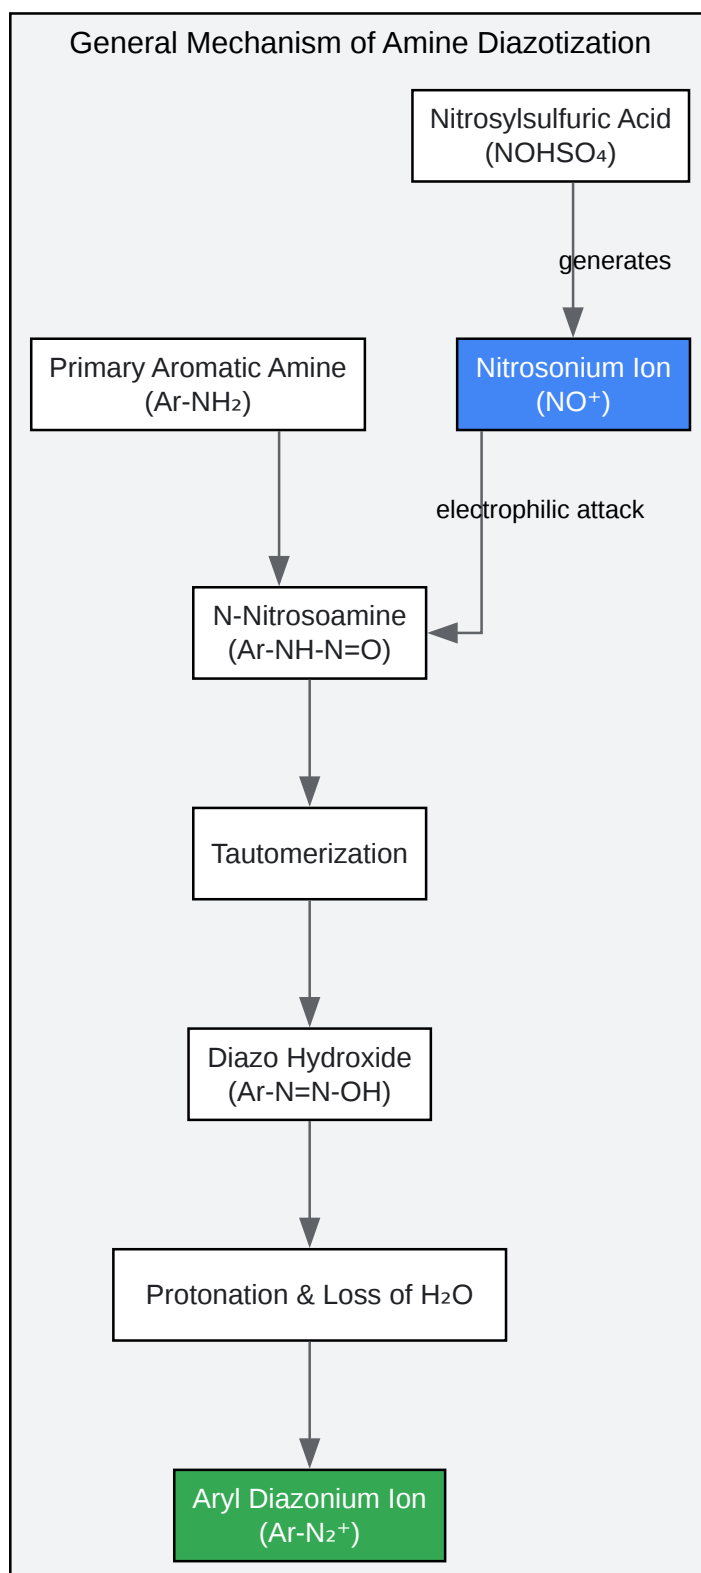 General Mechanism of Amine Diazotization
Nitrosylsulfuric Acid
(NOHSO₄)
generates
Primary Aromatic Amine
(Ar-NH₂)
Nitrosonium Ion
(NO⁺)
electrophilic attack
N-Nitrosoamine
(Ar-NH-N=O)
Tautomerization
Diazo Hydroxide
(Ar-N=N-OH)
Protonation & Loss of H₂O
Aryl Diazonium Ion
(Ar-N₂⁺)